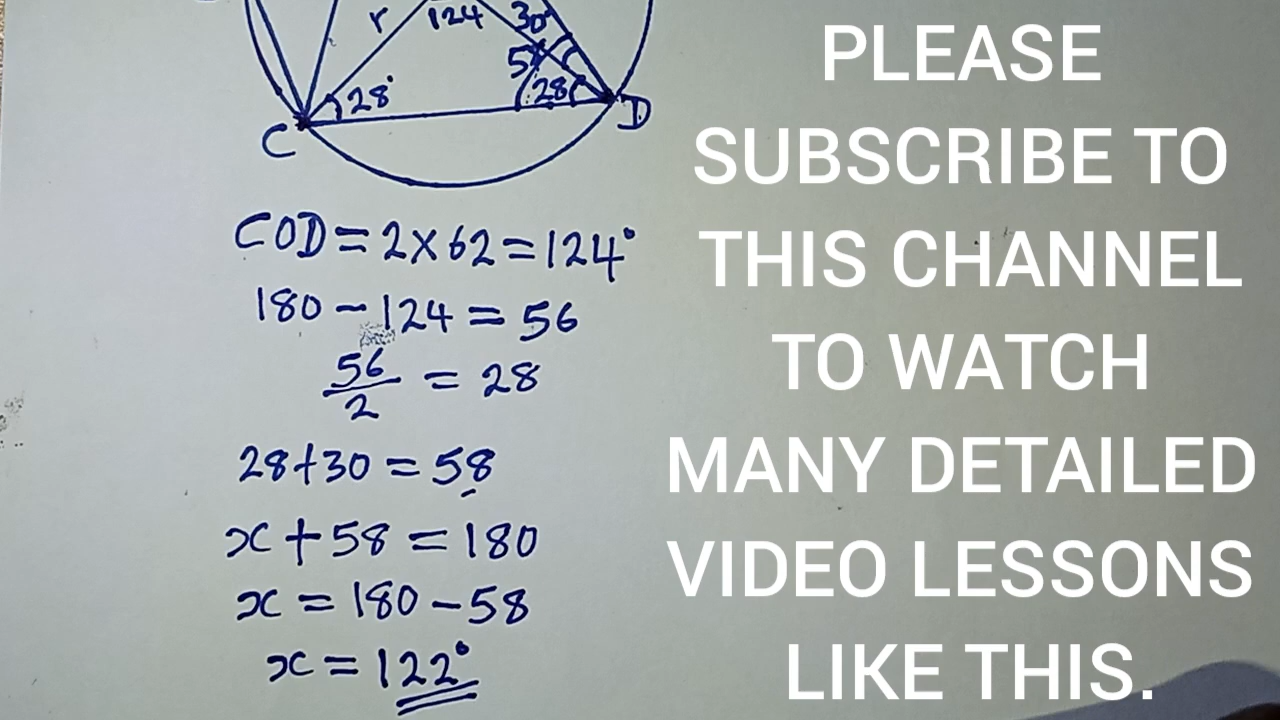 r
124
30°
5
28°
28
C
D
COD = 2 × 62 = 124°
180 - 124 = 56
56
2
= 28
28 + 30 = 58
x + 58 = 180
x = 180 - 58
x = 122°
PLEASE
SUBSCRIBE TO
THIS CHANNEL
TO WATCH
MANY DETAILED
VIDEO LESSONS
LIKE THIS.